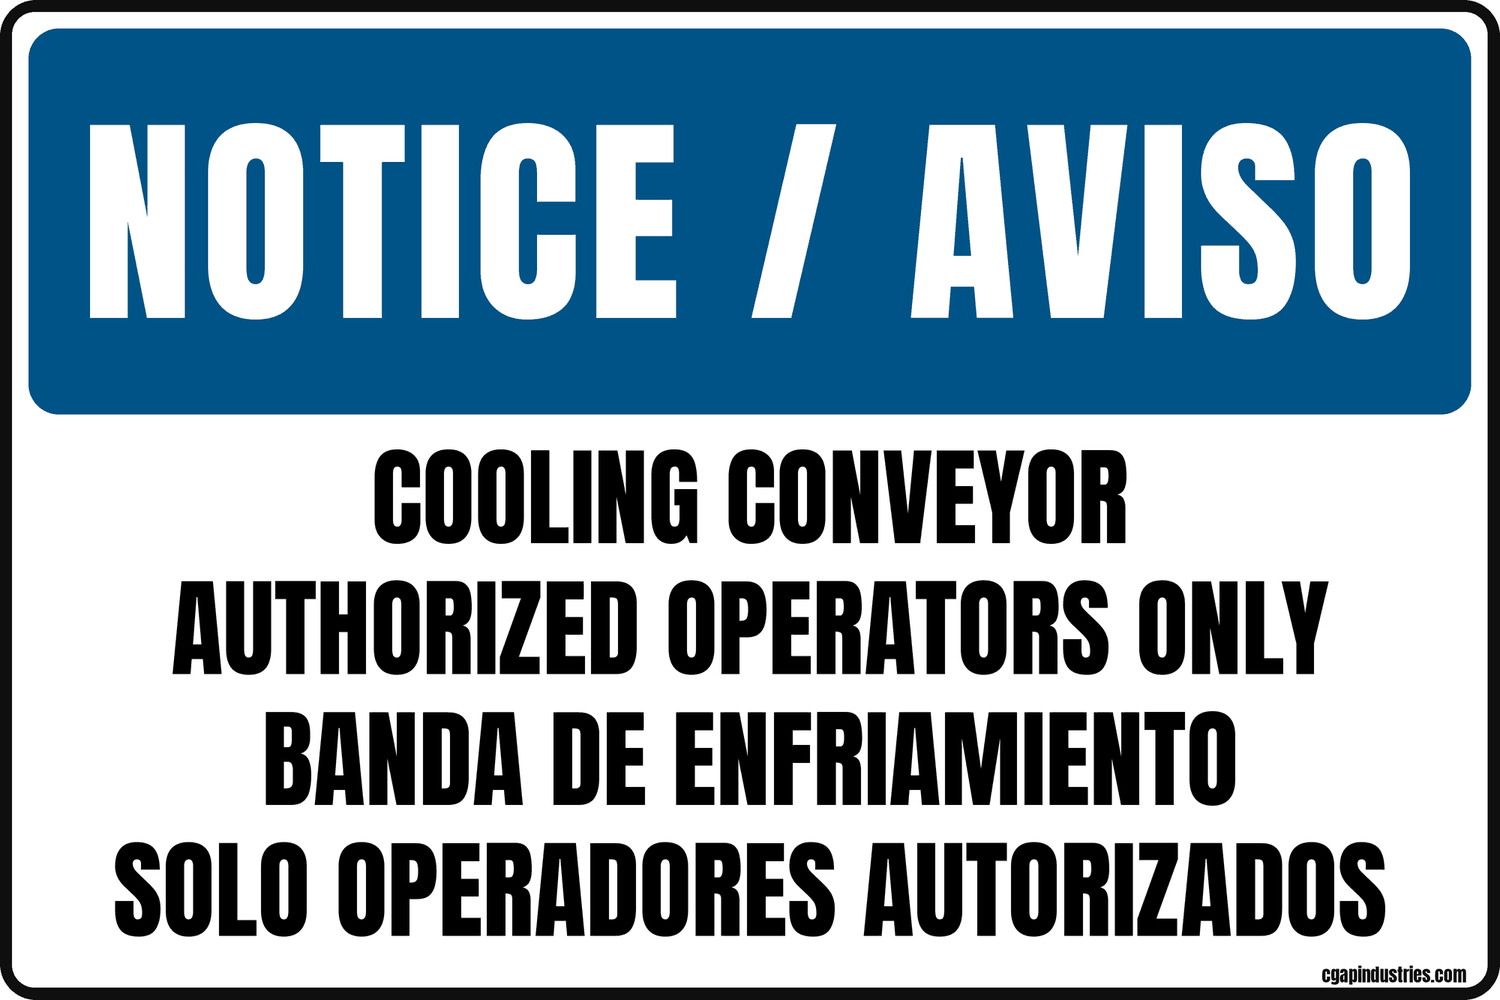 NOTICE / AVISO
COOLING CONVEYOR
AUTHORIZED OPERATORS ONLY
BANDA DE ENFRIAMIENTO
SOLO OPERADORES AUTORIZADOS
cgapindustries.com